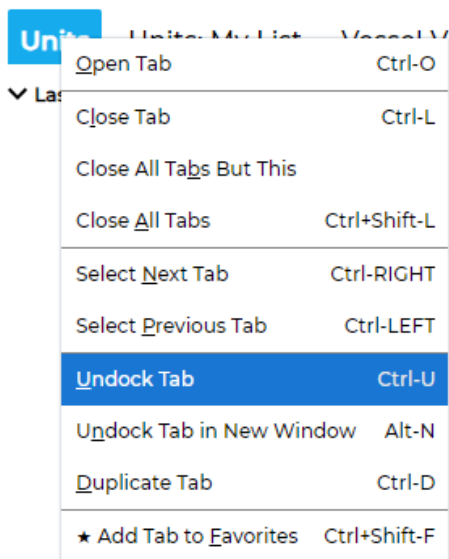 Units: My List
Open Tab Ctrl-O
Close Tab Ctrl-L
Close All Tabs But This
Close All Tabs Ctrl+Shift-L
Select Next Tab Ctrl-RIGHT
Select Previous Tab Ctrl-LEFT
Undock Tab Ctrl-U
Undock Tab in New Window Alt-N
Duplicate Tab Ctrl-D
★ Add Tab to Favorites Ctrl+Shift-F